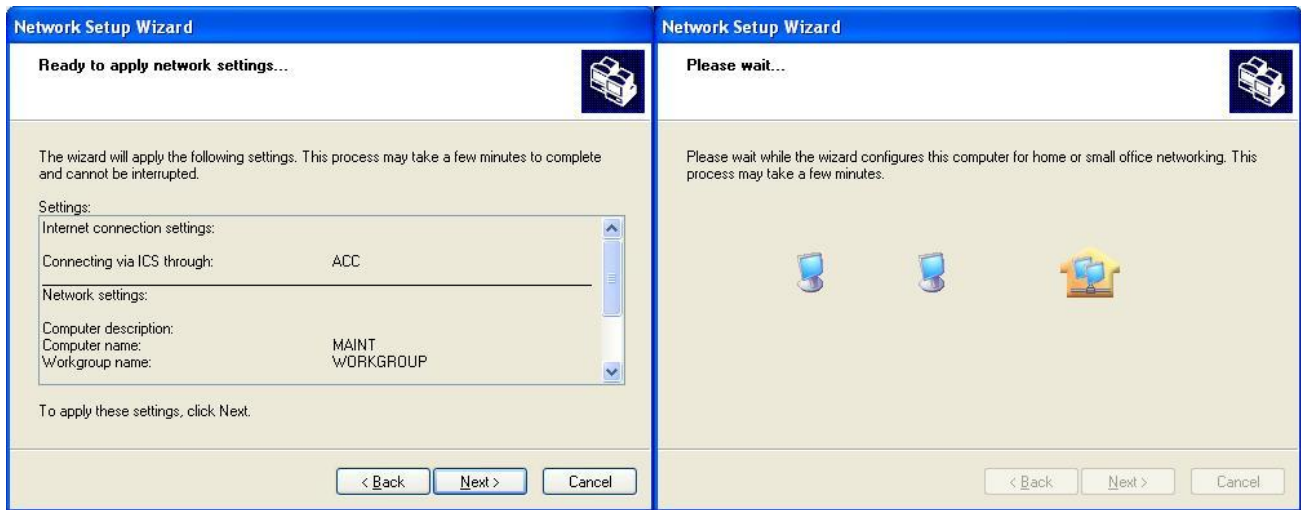 Network Setup Wizard
Ready to apply network settings...
The wizard will apply the following settings. This process may take a few minutes to complete
and cannot be interrupted.
Settings:
Internet connection settings:
Connecting via ICS through: ACC
Network settings:
Computer description:
Computer name: MAINT
Workgroup name: WORKGROUP
To apply these settings, click Next.
< Back Next > Cancel
Network Setup Wizard
Please wait...
Please wait while the wizard configures this computer for home or small office networking. This
process may take a few minutes.
< Back Next > Cancel